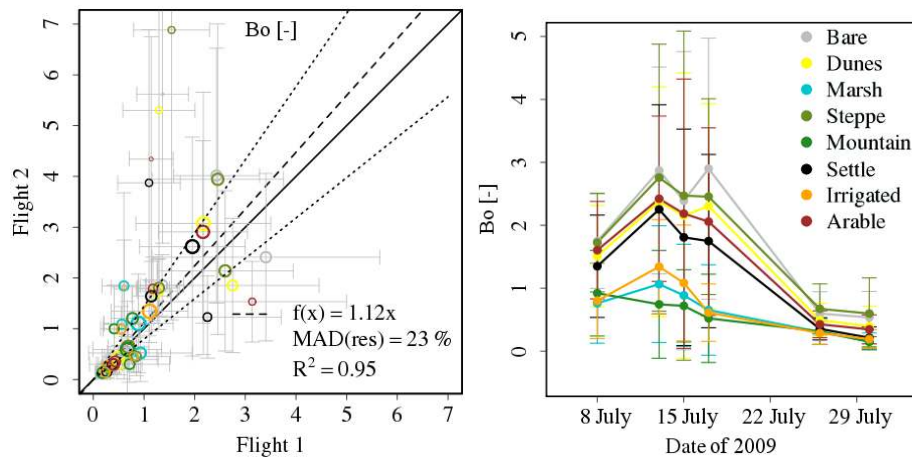 Bo [-]
Flight 2
7
6
5
4
3
2
1
0
f(x) = 1.12x
MAD(res) = 23 %
R² = 0.95
0 1 2 3 4 5 6 7
Flight 1
Bo [-]
5
4
3
2
1
0
Bare
Dunes
Marsh
Steppe
Mountain
Settle
Irrigated
Arable
8 July 15 July 22 July 29 July
Date of 2009